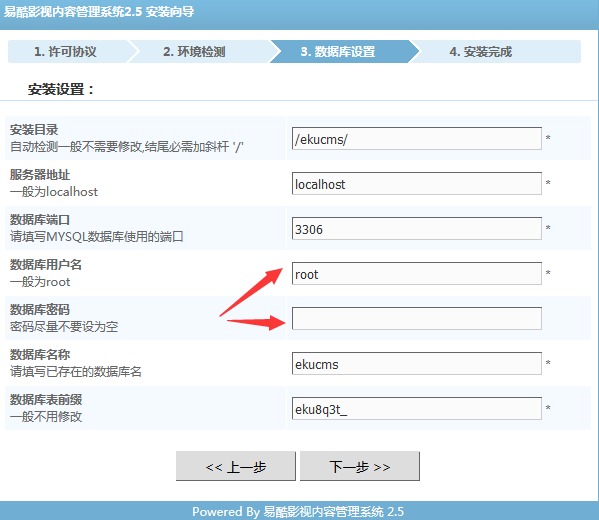 易酷影视内容管理系统2.5 安装向导
1. 许可协议 2. 环境检测 3. 数据库设置 4. 安装完成
安装设置：
安装目录
自动检测一般不需要修改,结尾必需加斜杆 '/'
/ekucms/ *
服务器地址
一般为localhost
localhost *
数据库端口
请填写MYSQL数据库使用的端口
3306 *
数据库用户名
一般为root
root *
数据库密码
密码尽量不要设为空
数据库名称
请填写已存在的数据库名
ekucms *
数据库表前缀
一般不用修改
eku8q3t_ *
<< 上一步 下一步 >>
Powered By 易酷影视内容管理系统 2.5